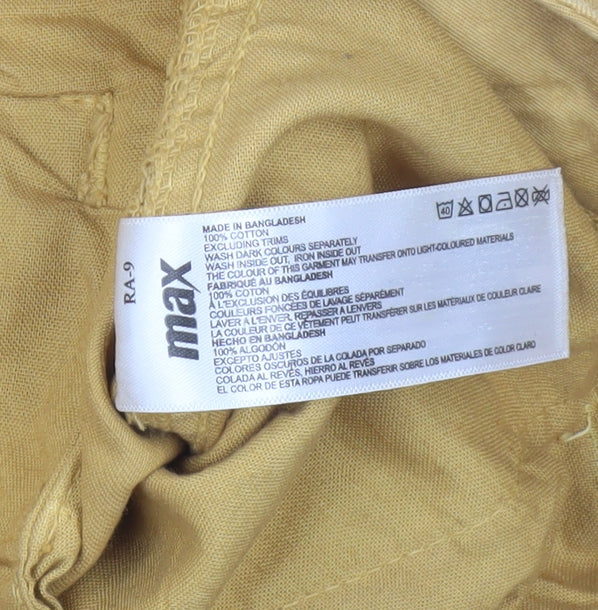 RA-9
max
40
MADE IN BANGLADESH
100% COTTON
EXCLUDING TRIMS
WASH DARK COLOURS SEPARATELY
WASH INSIDE OUT, IRON INSIDE OUT
THE COLOUR OF THIS GARMENT MAY TRANSFER ONTO LIGHT-COLOURED MATERIALS
FABRIQUÉ AU BANGLADESH
100% COTON
À L'EXCLUSION DES ÉQUILIBRES
COULEURS FONCÉES DE LAVAGE SÉPARÉMENT
LAVER À L'ENVER, REPASSER À L'ENVERS
LA COULEUR DE CE VÊTEMENT PEUT TRANSFÉRER SUR LES MATÉRIAUX DE COULEUR CLAIRE
HECHO EN BANGLADESH
100% ALGODÓN
EXCEPTO AJUSTES
COLORES OSCUROS DE LA COLADA POR SEPARADO
COLADA AL REVÉS, HIERRO AL REVÉS
EL COLOR DE ESTA ROPA PUEDE TRANSFERIR SOBRE LOS MATERIALES DE COLOR CLARO